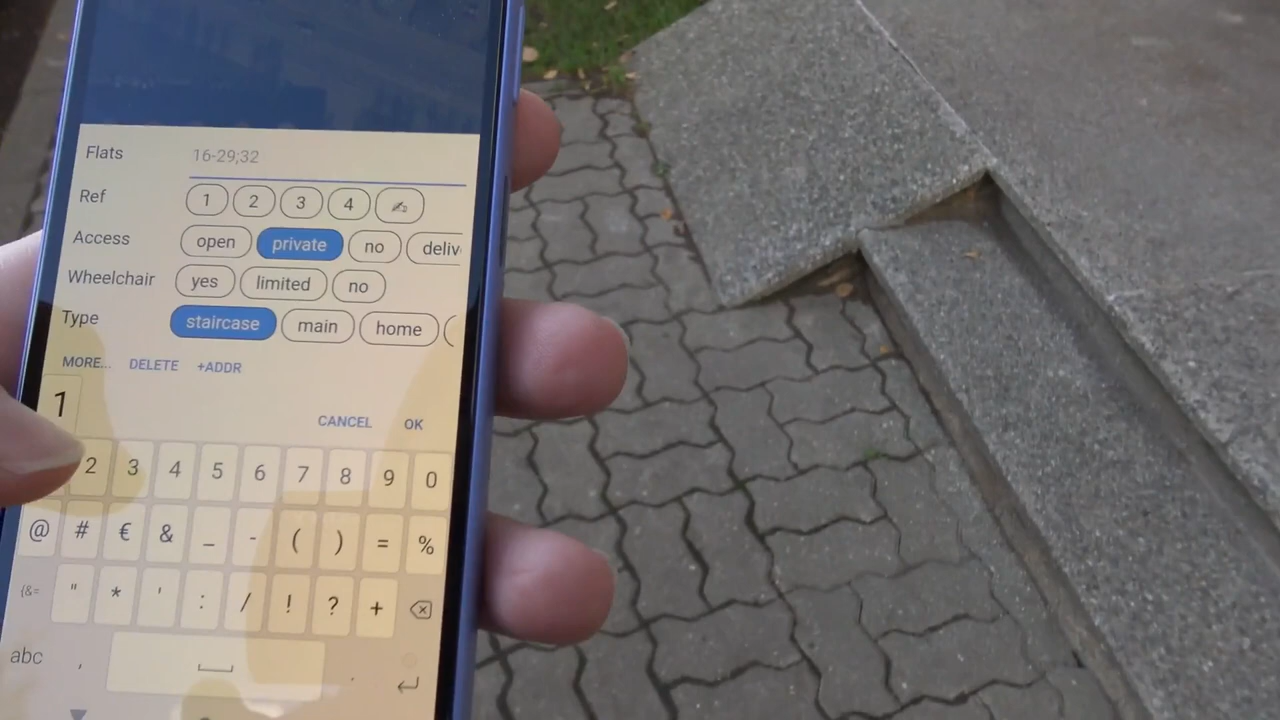 Flats 16-29;32
Ref 1 2 3 4 ✍
Access open private no deliv
Wheelchair yes limited no
Type staircase main home (
MORE... DELETE +ADDR
1
CANCEL OK
2 3 4 5 6 7 8 9 0
@ # € & _ - ( ) = %
{&= " * ' : / ! ? +
abc , .